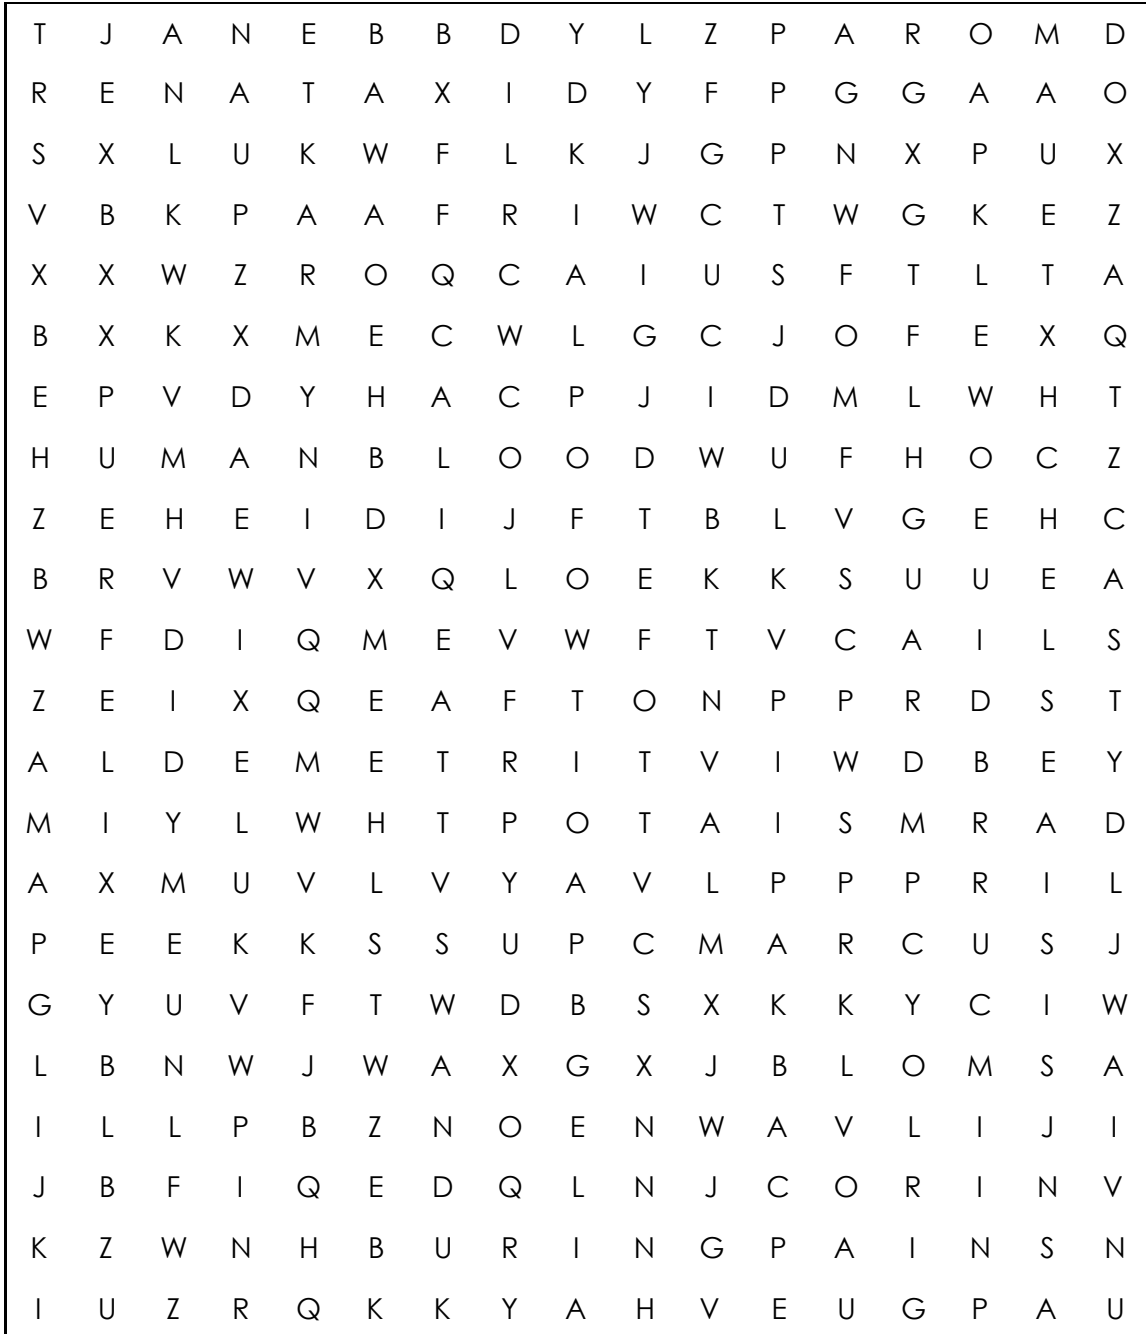 T J A N E B B D Y L Z P A R O M D
R E N A T A X I D Y F P G G A A O
S X L U K W F L K J G P N X P U X
V B K P A A F R I W C T W G K E Z
X X W Z R O Q C A I U S F T L T A
B X K X M E C W L G C J O F E X Q
E P V D Y H A C P J I D M L W H T
H U M A N B L O O D W U F H O C Z
Z E H E I D I J F T B L V G E H C
B R V W V X Q L O E K K S U U E A
W F D I Q M E V W F T V C A I L S
Z E I X Q E A F T O N P P R D S T
A L D E M E T R I T V I W D B E Y
M I Y L W H T P O T A I S M R A D
A X M U V L V Y A V L P P P R I L
P E E K K S S U P C M A R C U S J
G Y U V F T W D B S X K K Y C I W
L B N W J W A X G X J B L O M S A
I L L P B Z N O E N W A V L I J I
J B F I Q E D Q L N J C O R I N V
K Z W N H B U R I N G P A I N S N
I U Z R Q K K Y A H V E U G P A U